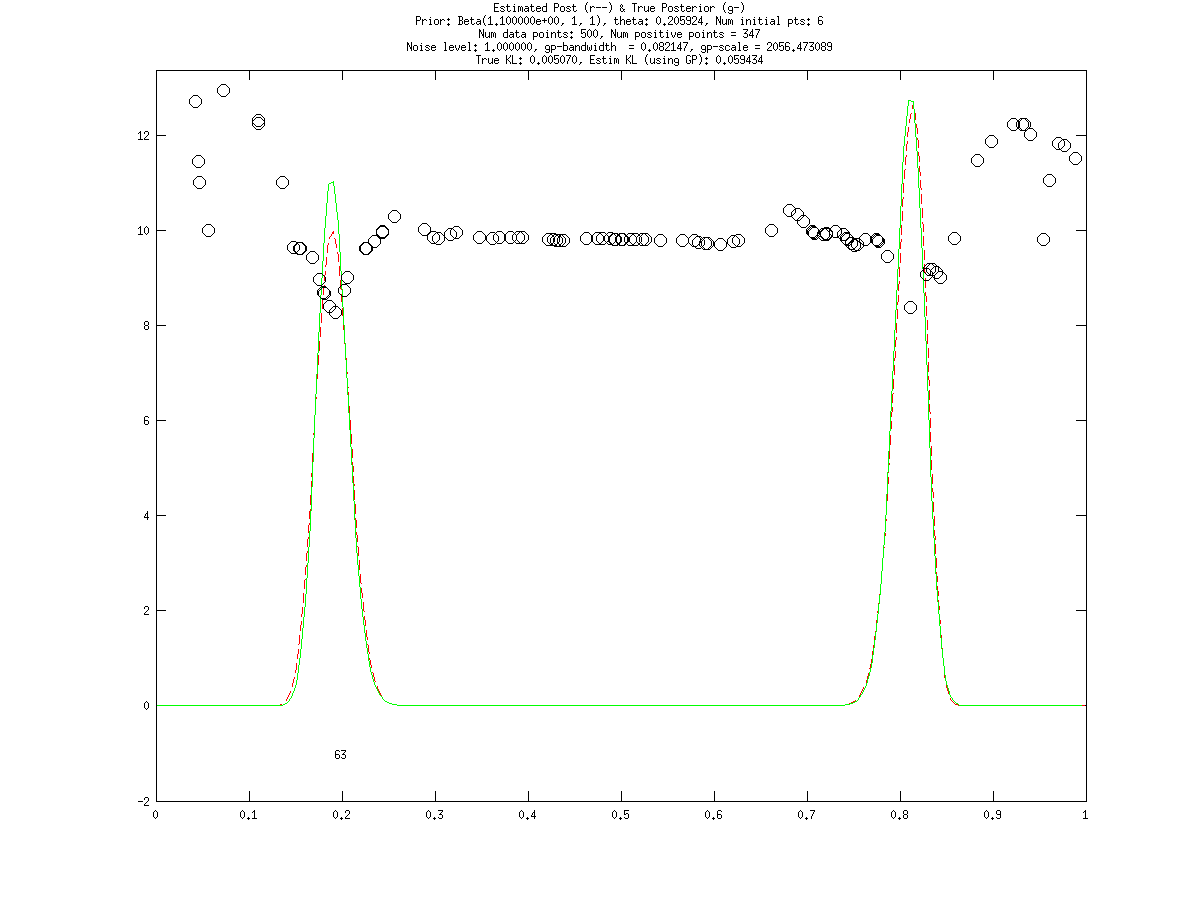 Estimated Post (r--) & True Posterior (g-)
Prior: Beta(1.100000e+00, 1, 1), theta: 0.205924, Num initial pts: 6
Num data points: 500, Num positive points = 347
Noise level: 1.000000, gp-bandwidth  = 0.082147, gp-scale = 2056.473089
True KL: 0.005070, Estim KL (using GP): 0.059434
12
10
8
6
4
2
0
63
-2
0 0.1 0.2 0.3 0.4 0.5 0.6 0.7 0.8 0.9 1